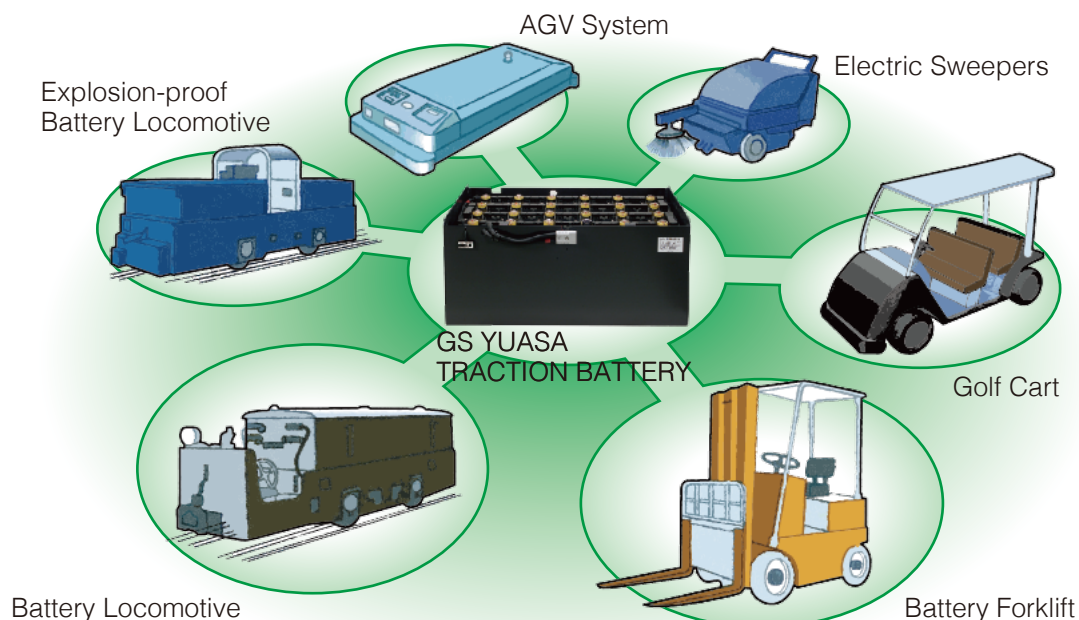 AGV System
Electric Sweepers
Explosion-proof
Battery Locomotive
GS YUASA
TRACTION BATTERY
Golf Cart
Battery Locomotive
Battery Forklift